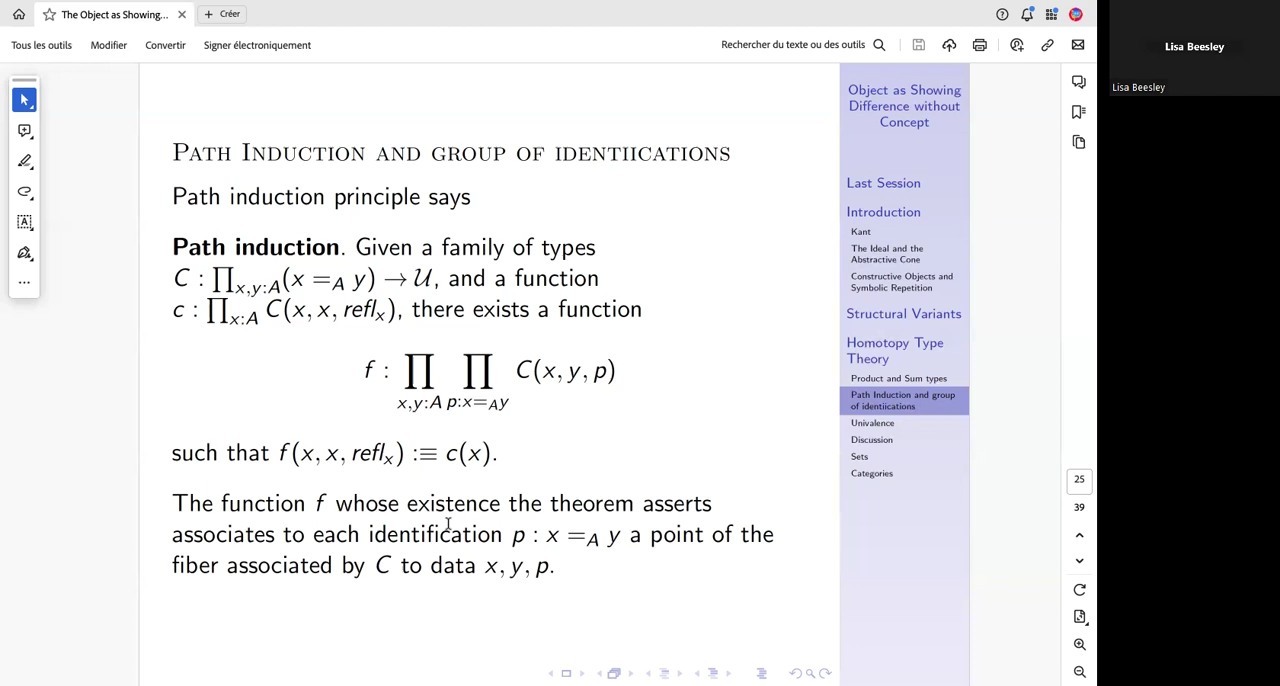 The Object as Showing...
Créer
Tous les outils Modifier Convertir Signer électroniquement
Rechercher du texte ou des outils
Lisa Beesley
Lisa Beesley
PATH INDUCTION AND GROUP OF IDENTIICATIONS
Path induction principle says
Path induction. Given a family of types
C : ∏x,y:A(x =A y) → 𝒰, and a function
c : ∏x:A C(x, x, reflx), there exists a function
f : ∏x,y:A ∏p:x=Ay C(x, y, p)
such that f(x, x, reflx) :≡ c(x).
The function f whose existence the theorem asserts
associates to each identification p : x =A y a point of the
fiber associated by C to data x, y, p.
Object as Showing
Difference without
Concept
Last Session
Introduction
Kant
The Ideal and the
Abstractive Cone
Constructive Objects and
Symbolic Repetition
Structural Variants
Homotopy Type
Theory
Product and Sum types
Path Induction and group
of identiications
Univalence
Discussion
Sets
Categories
25
39